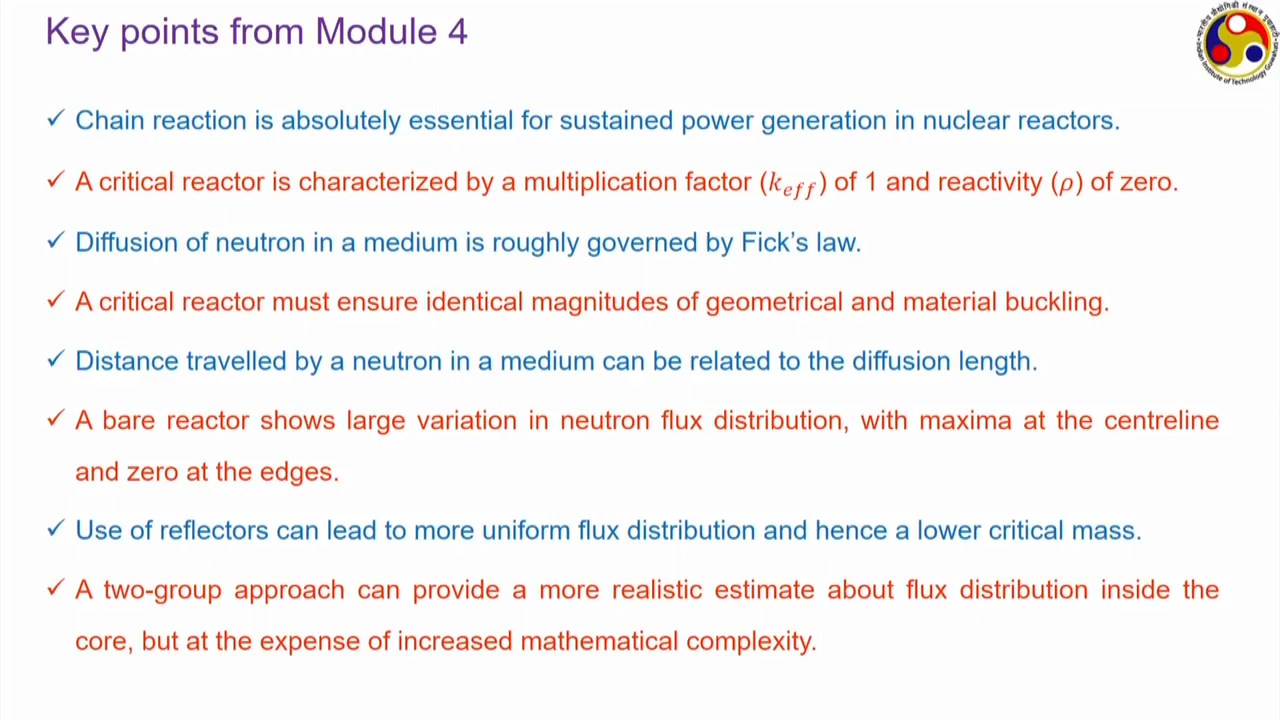 Key points from Module 4
✓ Chain reaction is absolutely essential for sustained power generation in nuclear reactors.
✓ A critical reactor is characterized by a multiplication factor (k_eff) of 1 and reactivity (ρ) of zero.
✓ Diffusion of neutron in a medium is roughly governed by Fick's law.
✓ A critical reactor must ensure identical magnitudes of geometrical and material buckling.
✓ Distance travelled by a neutron in a medium can be related to the diffusion length.
✓ A bare reactor shows large variation in neutron flux distribution, with maxima at the centreline
and zero at the edges.
✓ Use of reflectors can lead to more uniform flux distribution and hence a lower critical mass.
✓ A two-group approach can provide a more realistic estimate about flux distribution inside the
core, but at the expense of increased mathematical complexity.
Indian Institute of Technology Guwahati